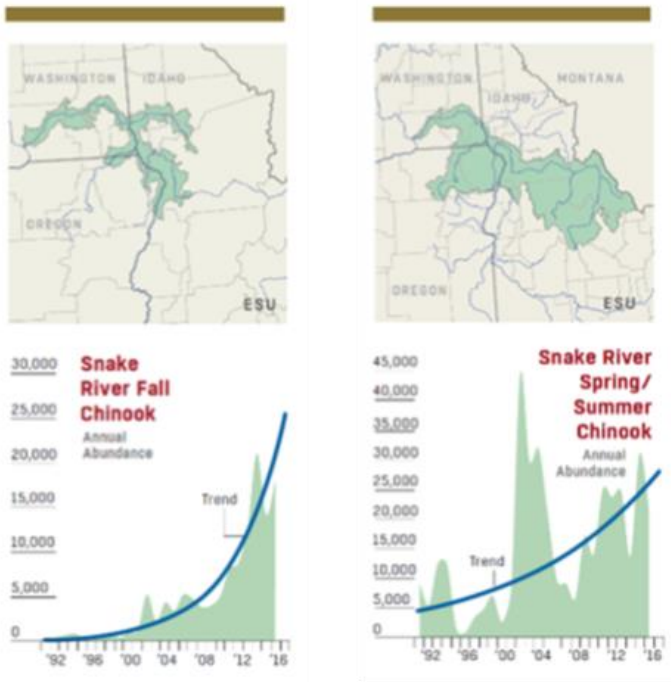 WASHINGTON IDAHO
OREGON
ESU
30,000
25,000
20,000
15,000
10,000
5,000
0
Snake
River Fall
Chinook
Annual
Abundance
Trend
'92 '96 '00 '04 '08 '12 '16
WASHINGTON MONTANA
IDAHO
OREGON
ESU
45,000
40,000
35,000
30,000
25,000
20,000
15,000
10,000
5,000
0
Snake River
Spring/
Summer
Chinook
Annual
Abundance
Trend
'92 '96 '00 '04 '08 '12 '16